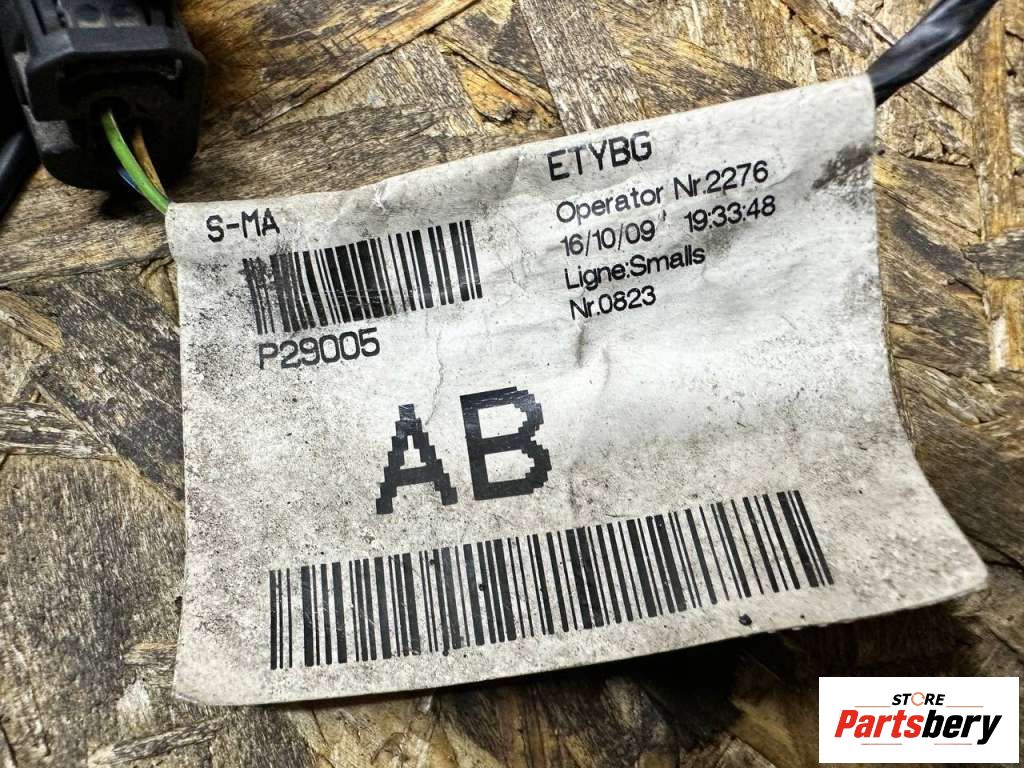 S-MA
P29005
ETYBG
Operator Nr.2276
16/10/09 19:33:48
Ligne:Smalls
Nr.0823
AB
STORE
Partsbery